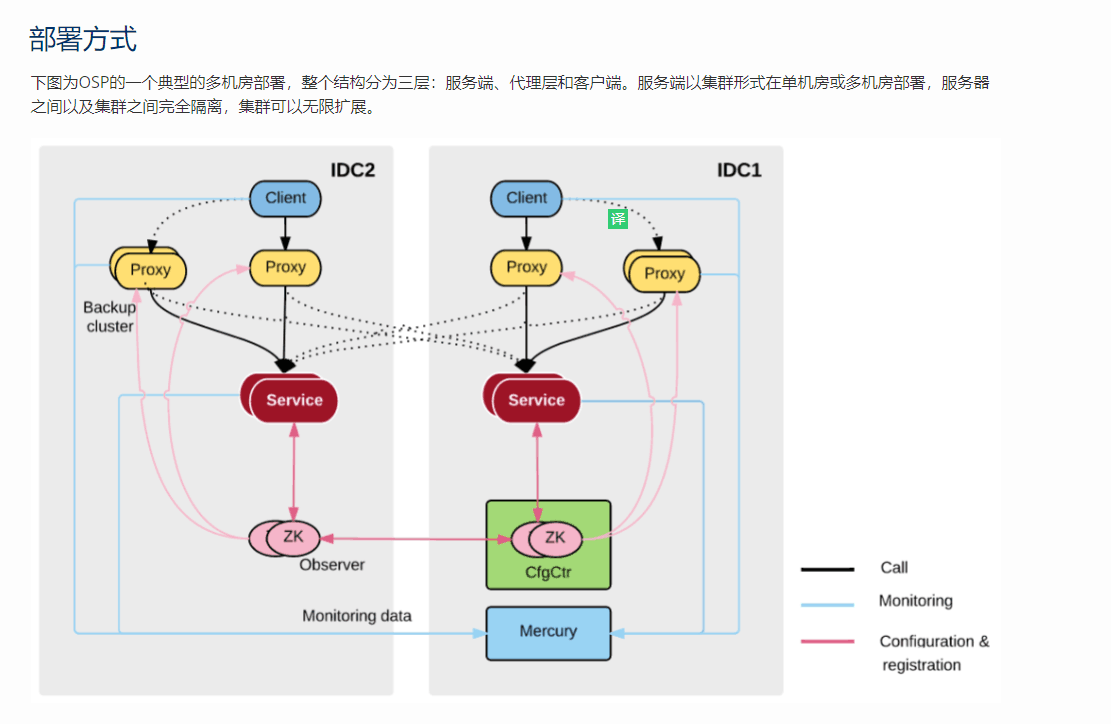 部署方式
下图为OSP的一个典型的多机房部署，整个结构分为三层：服务端、代理层和客户端。服务端以集群形式在单机房或多机房部署，服务器
之间以及集群之间完全隔离，集群可以无限扩展。
IDC2
IDC1
Client
Client
译
Proxy
Proxy
Proxy
Proxy
Backup
cluster
Service
Service
ZK
ZK
Observer
CfgCtr
Monitoring data
Mercury
Call
Monitoring
Configuration &
registration